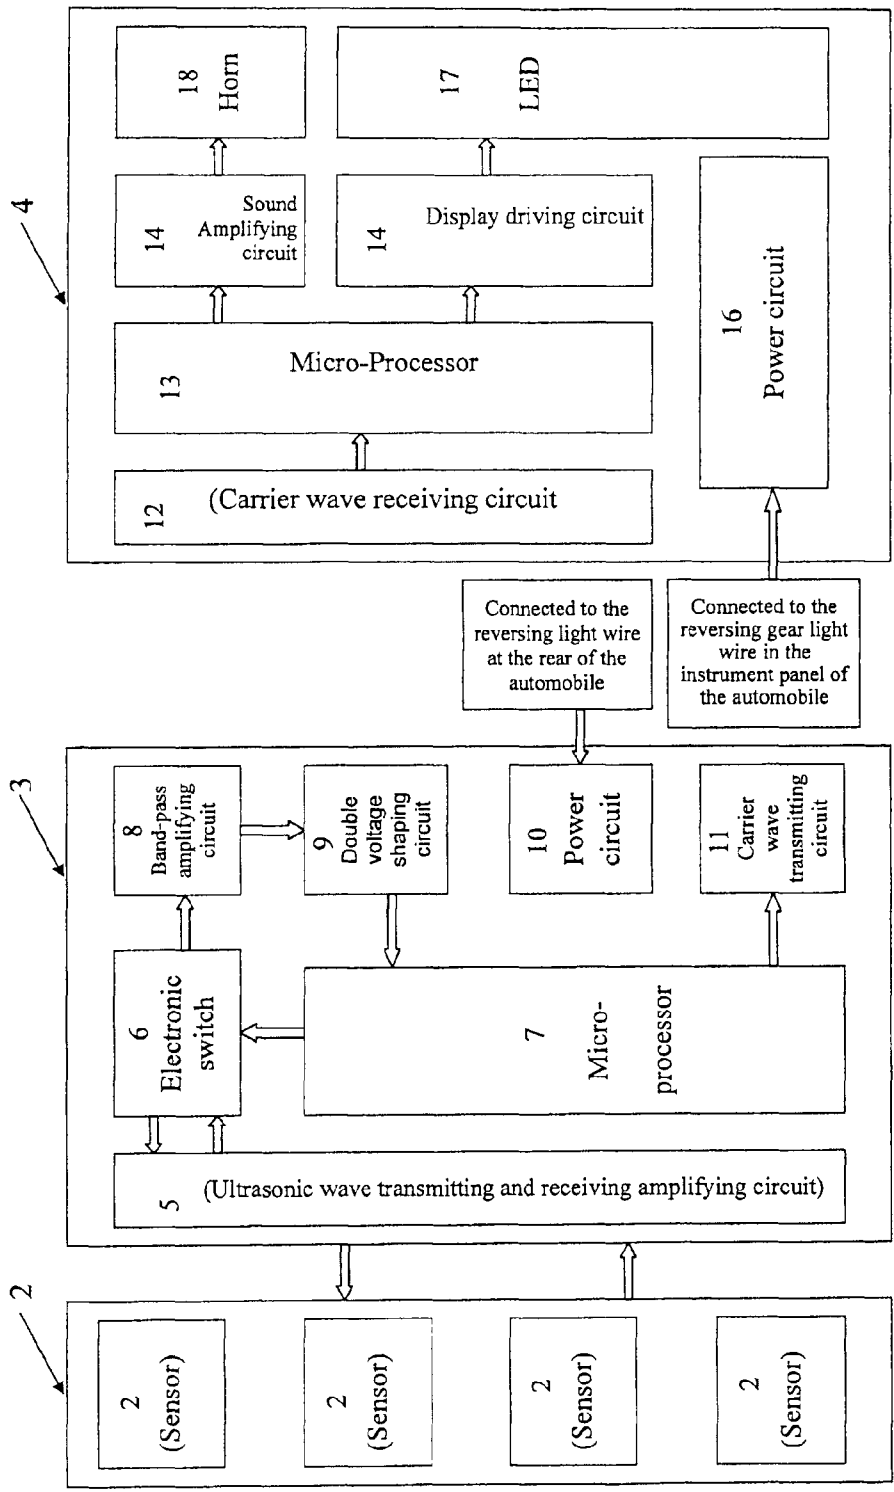 2
2
(Sensor)
2
(Sensor)
2
(Sensor)
2
(Sensor)
3
5
(Ultrasonic wave transmitting and receiving amplifying circuit)
6
Electronic
switch
7
Micro-
processor
8
Band-pass
amplifying
circuit
9
Double
voltage
shaping
circuit
10
Power
circuit
11
Carrier
wave
transmitting
circuit
Connected to the
reversing light wire
at the rear of the
automobile
Connected to the
reversing gear light
wire in the
instrument panel of
the automobile
4
12
(Carrier wave receiving circuit
13
Micro-Processor
14
Sound
Amplifying
circuit
14
Display driving circuit
16
Power circuit
18
Horn
17
LED